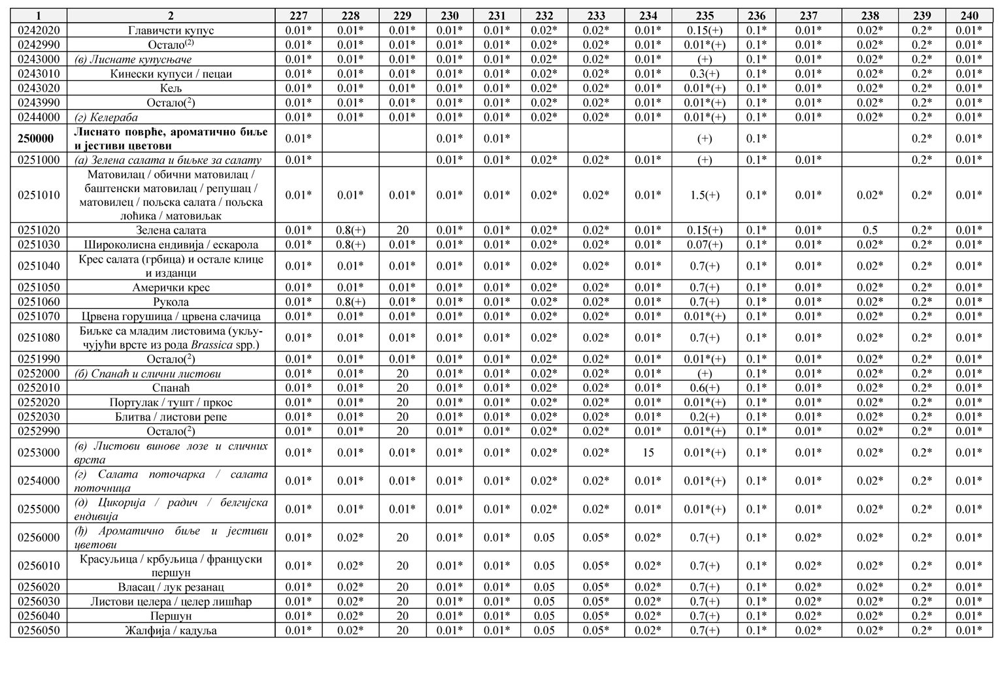 1 2 227 228 229 230 231 232 233 234 235 236 237 238 239 240
0242020 Главичсти купус 0.01* 0.01* 0.01* 0.01* 0.01* 0.02* 0.02* 0.01* 0.15(+) 0.1* 0.01* 0.02* 0.2* 0.01*
0242990 Остало(2) 0.01* 0.01* 0.01* 0.01* 0.01* 0.02* 0.02* 0.01* 0.01*(+) 0.1* 0.01* 0.02* 0.2* 0.01*
0243000 (в) Лиснате купусњаче 0.01* 0.01* 0.01* 0.01* 0.01* 0.02* 0.02* 0.01* (+) 0.1* 0.01* 0.02* 0.2* 0.01*
0243010 Кинески купуси / пецаи 0.01* 0.01* 0.01* 0.01* 0.01* 0.02* 0.02* 0.01* 0.3(+) 0.1* 0.01* 0.02* 0.2* 0.01*
0243020 Кељ 0.01* 0.01* 0.01* 0.01* 0.01* 0.02* 0.02* 0.01* 0.01*(+) 0.1* 0.01* 0.02* 0.2* 0.01*
0243990 Остало(2) 0.01* 0.01* 0.01* 0.01* 0.01* 0.02* 0.02* 0.01* 0.01*(+) 0.1* 0.01* 0.02* 0.2* 0.01*
0244000 (г) Келераба 0.01* 0.01* 0.01* 0.01* 0.01* 0.02* 0.02* 0.01* 0.01*(+) 0.1* 0.01* 0.02* 0.2* 0.01*
Лиснато поврће, ароматично биље
250000 0.01* 0.01* 0.01* (+) 0.1* 0.2* 0.01*
и јестиви цветови
0251000 (а) Зелена салата и биљке за салату 0.01* 0.01* 0.01* 0.02* 0.02* 0.01* (+) 0.1* 0.01* 0.2* 0.01*
Матовилац / обични матовилац /
баштенски матовилац / репушац /
0251010 0.01* 0.01* 0.01* 0.01* 0.01* 0.02* 0.02* 0.01* 1.5(+) 0.1* 0.01* 0.02* 0.2* 0.01*
матовилец / пољска салата / пољска
лоћика / матовиљак
0251020 Зелена салата 0.01* 0.8(+) 20 0.01* 0.01* 0.02* 0.02* 0.01* 0.15(+) 0.1* 0.01* 0.5 0.2* 0.01*
0251030 Широколисна ендивија / ескарола 0.01* 0.8(+) 0.01* 0.01* 0.01* 0.02* 0.02* 0.01* 0.07(+) 0.1* 0.01* 0.02* 0.2* 0.01*
Крес салата (грбица) и остале клице
0251040 0.01* 0.01* 0.01* 0.01* 0.01* 0.02* 0.02* 0.01* 0.7(+) 0.1* 0.01* 0.02* 0.2* 0.01*
и изданци
0251050 Амерички крес 0.01* 0.01* 0.01* 0.01* 0.01* 0.02* 0.02* 0.01* 0.7(+) 0.1* 0.01* 0.02* 0.2* 0.01*
0251060 Рукола 0.01* 0.8(+) 0.01* 0.01* 0.01* 0.02* 0.02* 0.01* 0.7(+) 0.1* 0.01* 0.02* 0.2* 0.01*
0251070 Црвена горушица / црвена слачица 0.01* 0.01* 0.01* 0.01* 0.01* 0.02* 0.02* 0.01* 0.01*(+) 0.1* 0.01* 0.02* 0.2* 0.01*
Биљке са младим листовима (укљу-
0251080 0.01* 0.01* 0.01* 0.01* 0.01* 0.02* 0.02* 0.01* 0.7(+) 0.1* 0.01* 0.02* 0.2* 0.01*
чујући врсте из рода Brassica spp.)
0251990 Остало(2) 0.01* 0.01* 0.01* 0.01* 0.01* 0.02* 0.02* 0.01* 0.01*(+) 0.1* 0.01* 0.02* 0.2* 0.01*
0252000 (б) Спанаћ и слични листови 0.01* 0.01* 20 0.01* 0.01* 0.02* 0.02* 0.01* (+) 0.1* 0.01* 0.02* 0.2* 0.01*
0252010 Спанаћ 0.01* 0.01* 20 0.01* 0.01* 0.02* 0.02* 0.01* 0.6(+) 0.1* 0.01* 0.02* 0.2* 0.01*
0252020 Портулак / тушт / пркос 0.01* 0.01* 20 0.01* 0.01* 0.02* 0.02* 0.01* 0.01*(+) 0.1* 0.01* 0.02* 0.2* 0.01*
0252030 Блитва / листови репе 0.01* 0.01* 20 0.01* 0.01* 0.02* 0.02* 0.01* 0.2(+) 0.1* 0.01* 0.02* 0.2* 0.01*
0252990 Остало(2) 0.01* 0.01* 20 0.01* 0.01* 0.02* 0.02* 0.01* 0.01*(+) 0.1* 0.01* 0.02* 0.2* 0.01*
(в) Листови винове лозе и сличних
0253000 0.01* 0.01* 0.01* 0.01* 0.01* 0.02* 0.02* 15 0.01*(+) 0.1* 0.01* 0.02* 0.2* 0.01*
врста
(г) Салата поточарка / салата
0254000 0.01* 0.01* 0.01* 0.01* 0.01* 0.02* 0.02* 0.01* 0.01*(+) 0.1* 0.01* 0.02* 0.2* 0.01*
поточница
(д) Цикорија / радич / белгијска
0255000 0.01* 0.01* 0.01* 0.01* 0.01* 0.02* 0.02* 0.01* 0.01*(+) 0.1* 0.01* 0.02* 0.2* 0.01*
ендивија
(ђ) Ароматично биље и јестиви
0256000 0.01* 0.02* 20 0.01* 0.01* 0.05 0.05* 0.02* 0.7(+) 0.1* 0.02* 0.02* 0.2* 0.01*
цветови
Красуљица / крбуљица / француски
0256010 0.01* 0.02* 20 0.01* 0.01* 0.05 0.05* 0.02* 0.7(+) 0.1* 0.02* 0.02* 0.2* 0.01*
першун
0256020 Власац / лук резанац 0.01* 0.02* 20 0.01* 0.01* 0.05 0.05* 0.02* 0.7(+) 0.1* 0.02* 0.02* 0.2* 0.01*
0256030 Листови целера / целер лишћар 0.01* 0.02* 20 0.01* 0.01* 0.05 0.05* 0.02* 0.7(+) 0.1* 0.02* 0.02* 0.2* 0.01*
0256040 Першун 0.01* 0.02* 20 0.01* 0.01* 0.05 0.05* 0.02* 0.7(+) 0.1* 0.02* 0.02* 0.2* 0.01*
0256050 Жалфија / кадуља 0.01* 0.02* 20 0.01* 0.01* 0.05 0.05* 0.02* 0.7(+) 0.1* 0.02* 0.02* 0.2* 0.01*